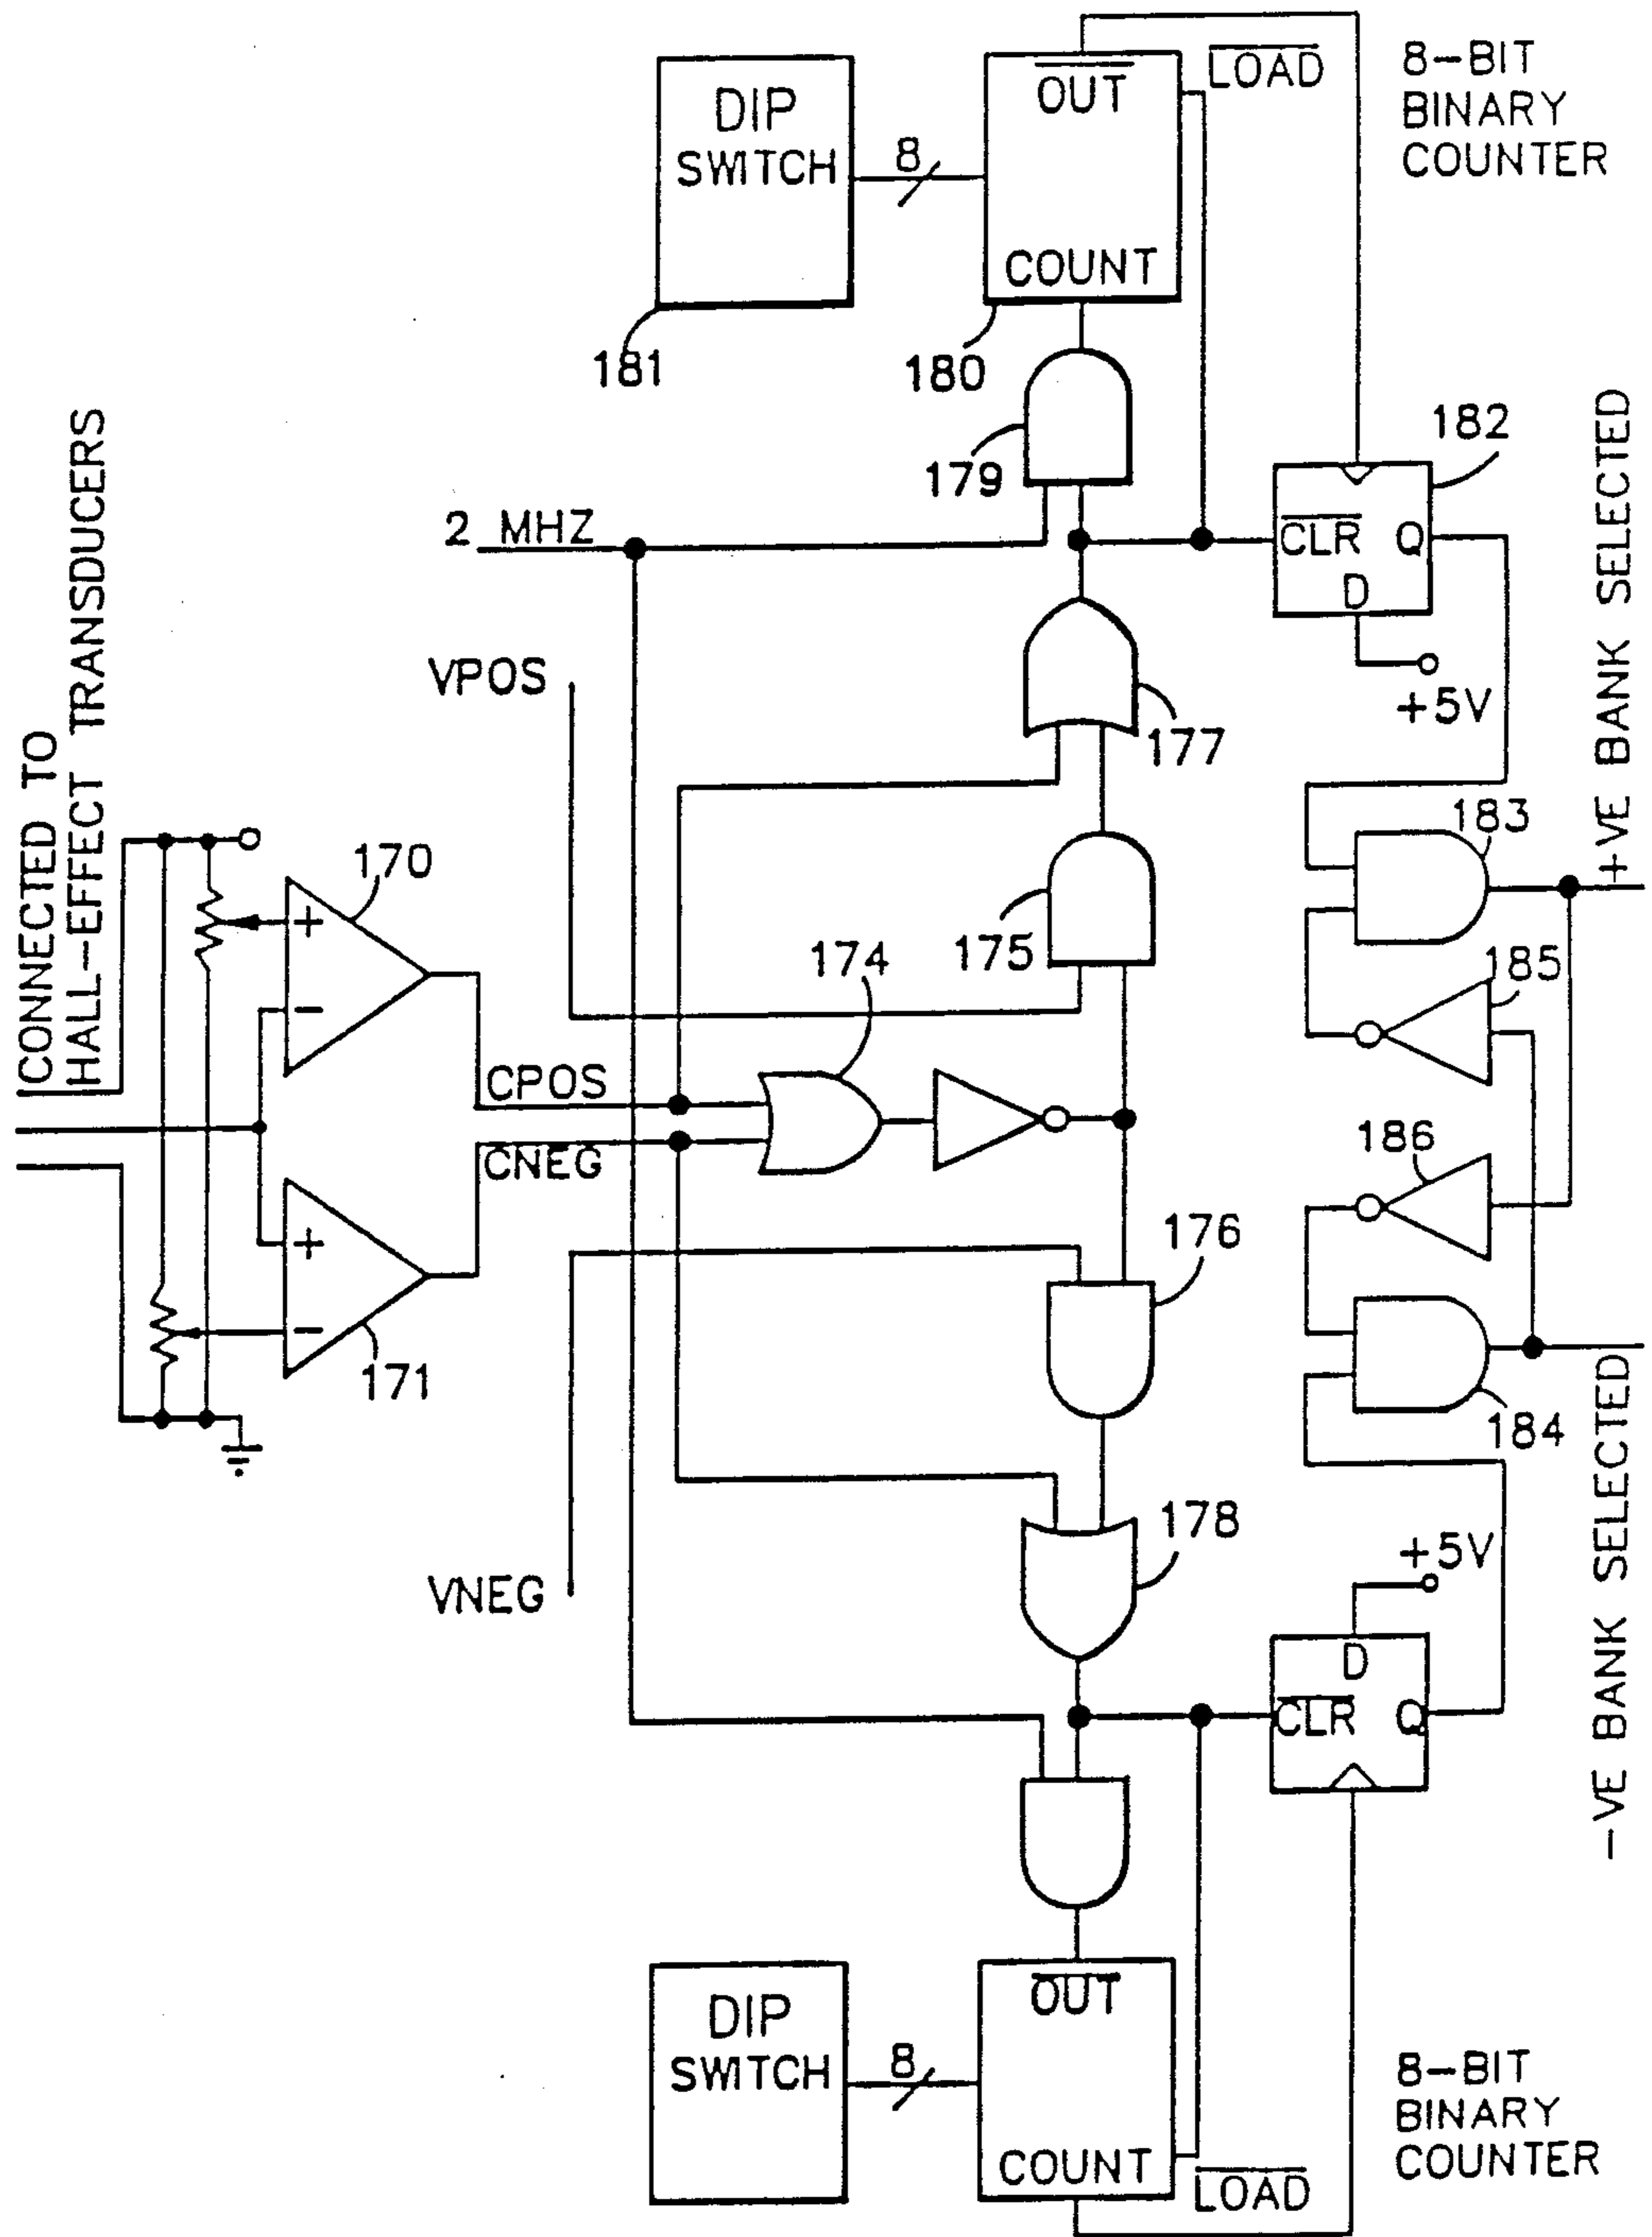 DIP
SWITCH
8
OUT
COUNT
LOAD
8-BIT
BINARY
COUNTER
181
180
179
182
2 MHZ
CLR
Q
D
+5V
VPOS
177
CONNECTED TO
HALL-EFFECT TRANSDUCERS
+VE BANK SELECTED
170
+
-
183
175
174
185
CPOS
CNEG
186
176
+
-
171
184
178
VNEG
+5V
D
CLR
Q
-VE BANK SELECTED
DIP
SWITCH
8
OUT
COUNT
LOAD
8-BIT
BINARY
COUNTER